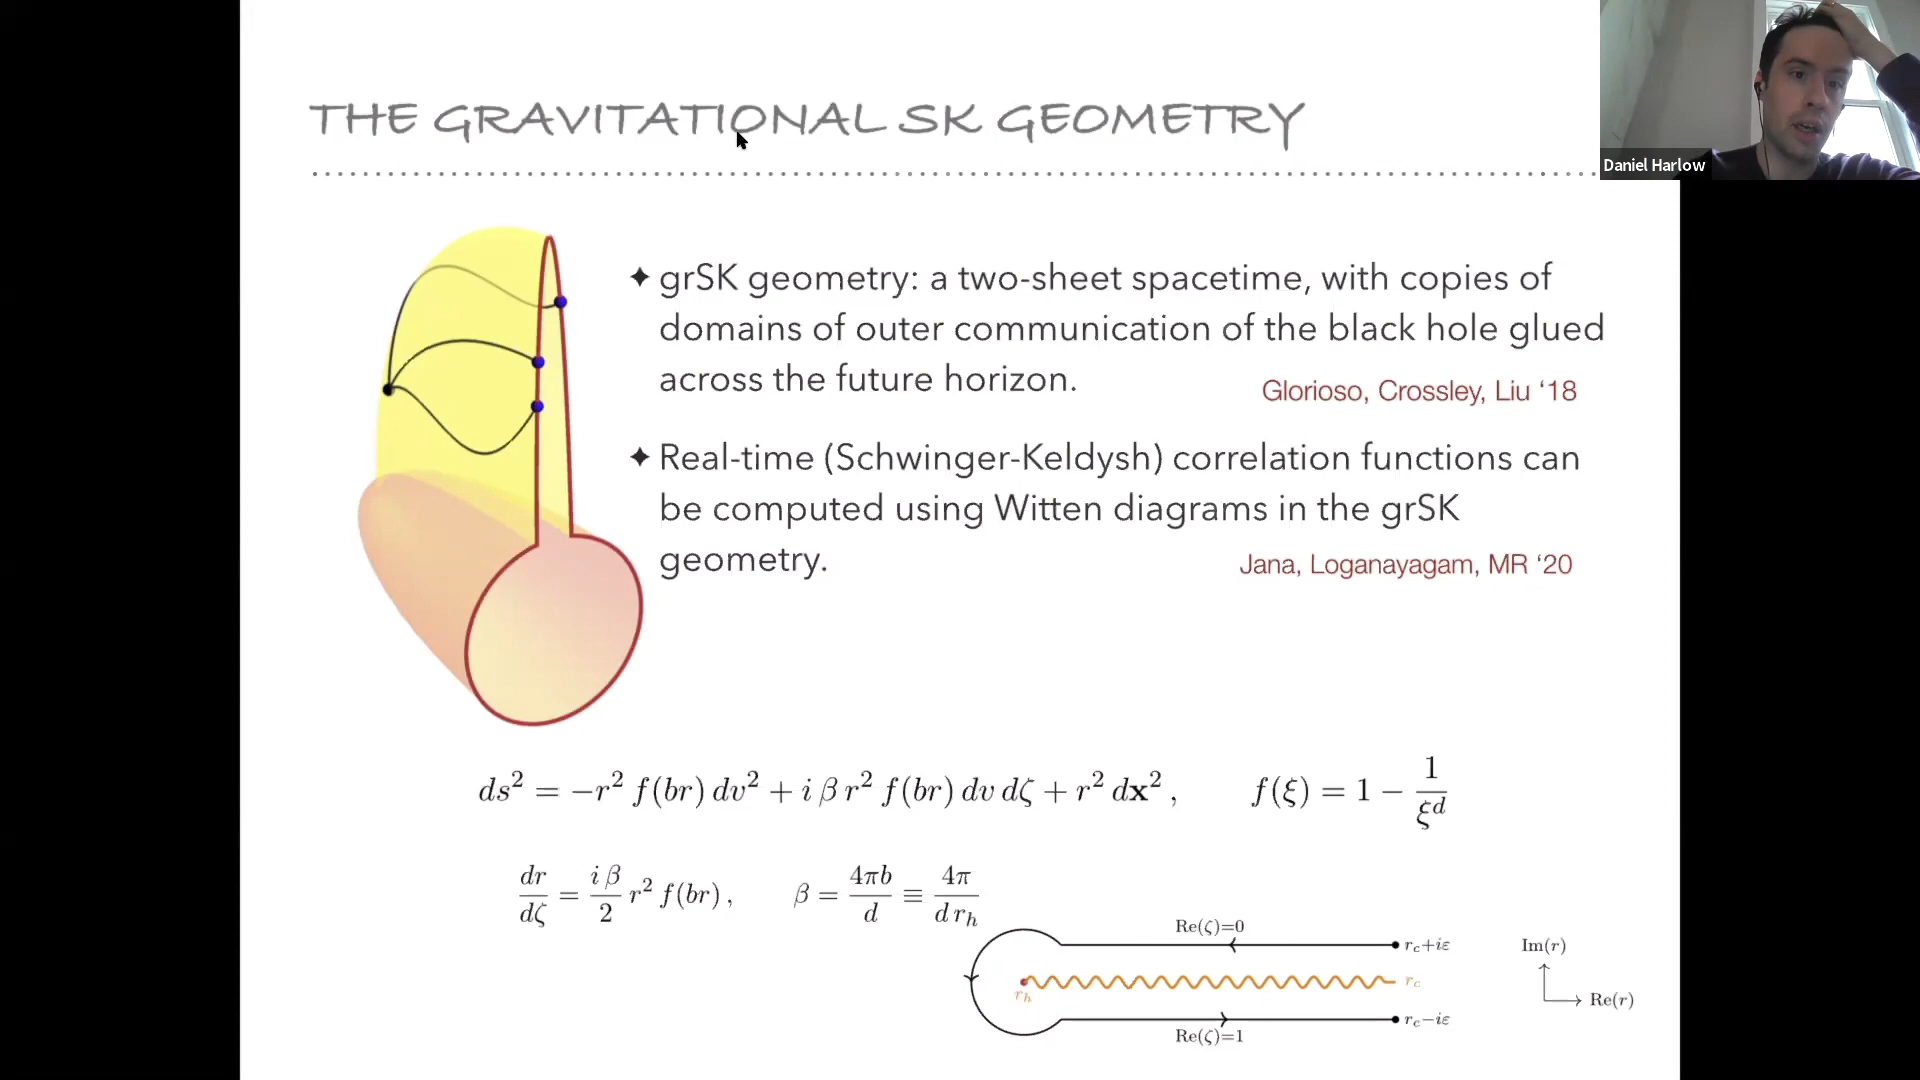 THE GRAVITATIONAL SK GEOMETRY
Daniel Harlow
✦ grSK geometry: a two-sheet spacetime, with copies of
domains of outer communication of the black hole glued
across the future horizon.
Glorioso, Crossley, Liu ‘18
✦ Real-time (Schwinger-Keldysh) correlation functions can
be computed using Witten diagrams in the grSK
geometry.
Jana, Loganayagam, MR ‘20
ds² = −r² f(br) dv² + i β r² f(br) dv dζ + r² dx² , f(ξ) = 1 − 1/ξᵈ
dr/dζ = (i β)/2 r² f(br) , β = 4πb/d ≡ 4π/(d r_h)
Re(ζ)=0
r_c+iε
r_h
r_c
r_c−iε
Re(ζ)=1
Im(r)
Re(r)